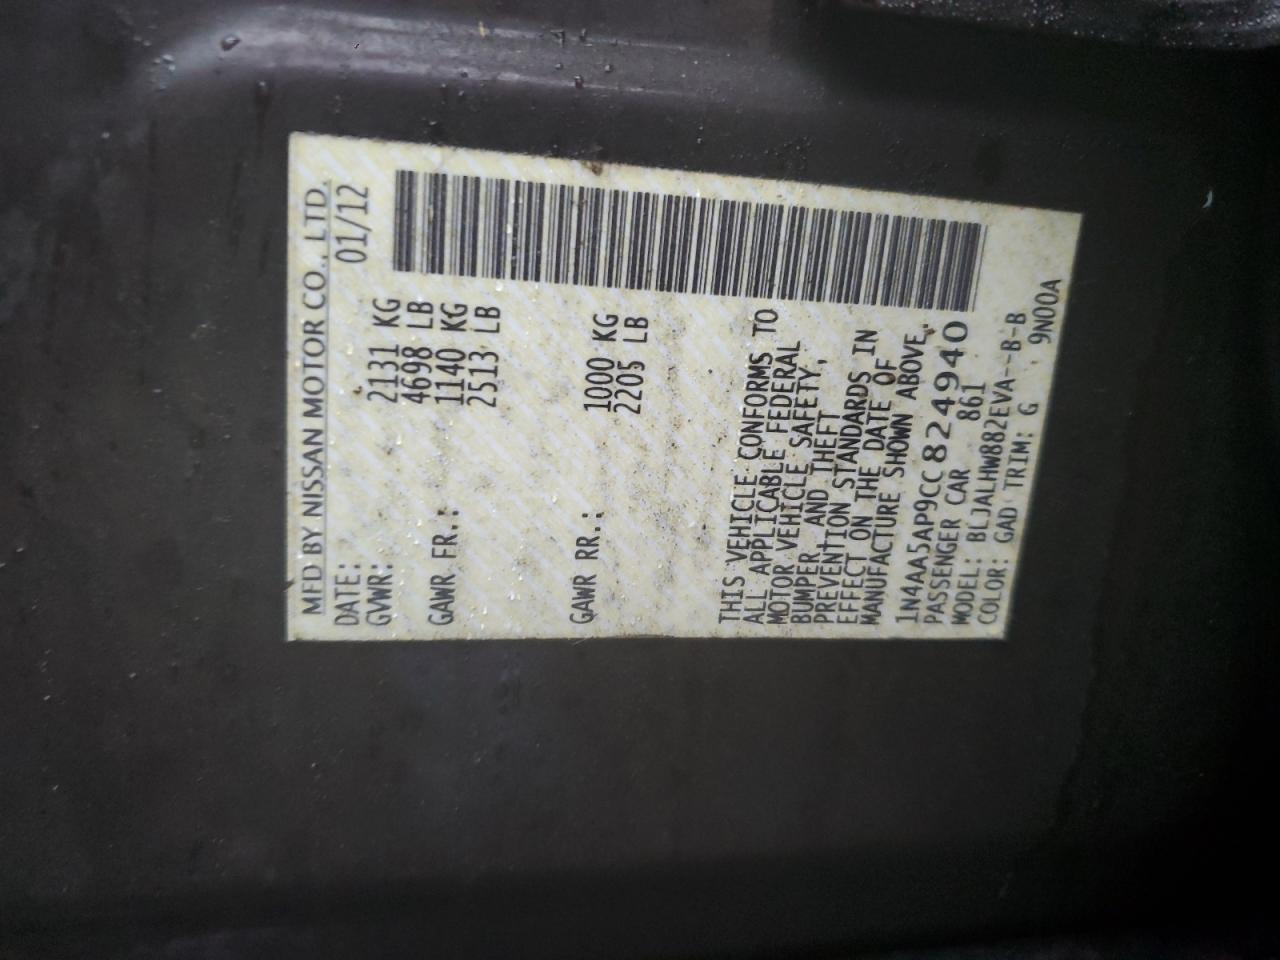 MFD BY NISSAN MOTOR CO., LTD.
DATE: 01/12
GVWR: 2131 KG
4698 LB
GAWR FR.: 1140 KG
2513 LB
GAWR RR.: 1000 KG
2205 LB
THIS VEHICLE CONFORMS TO
ALL APPLICABLE FEDERAL
MOTOR VEHICLE SAFETY,
BUMPER AND THEFT
PREVENTION STANDARDS IN
EFFECT ON THE DATE OF
MANUFACTURE SHOWN ABOVE.
1N4AA5AP9CC824940
PASSENGER CAR 861
MODEL: BLJALHW882EVA--B-B
COLOR: GAD TRIM: G 9N00A